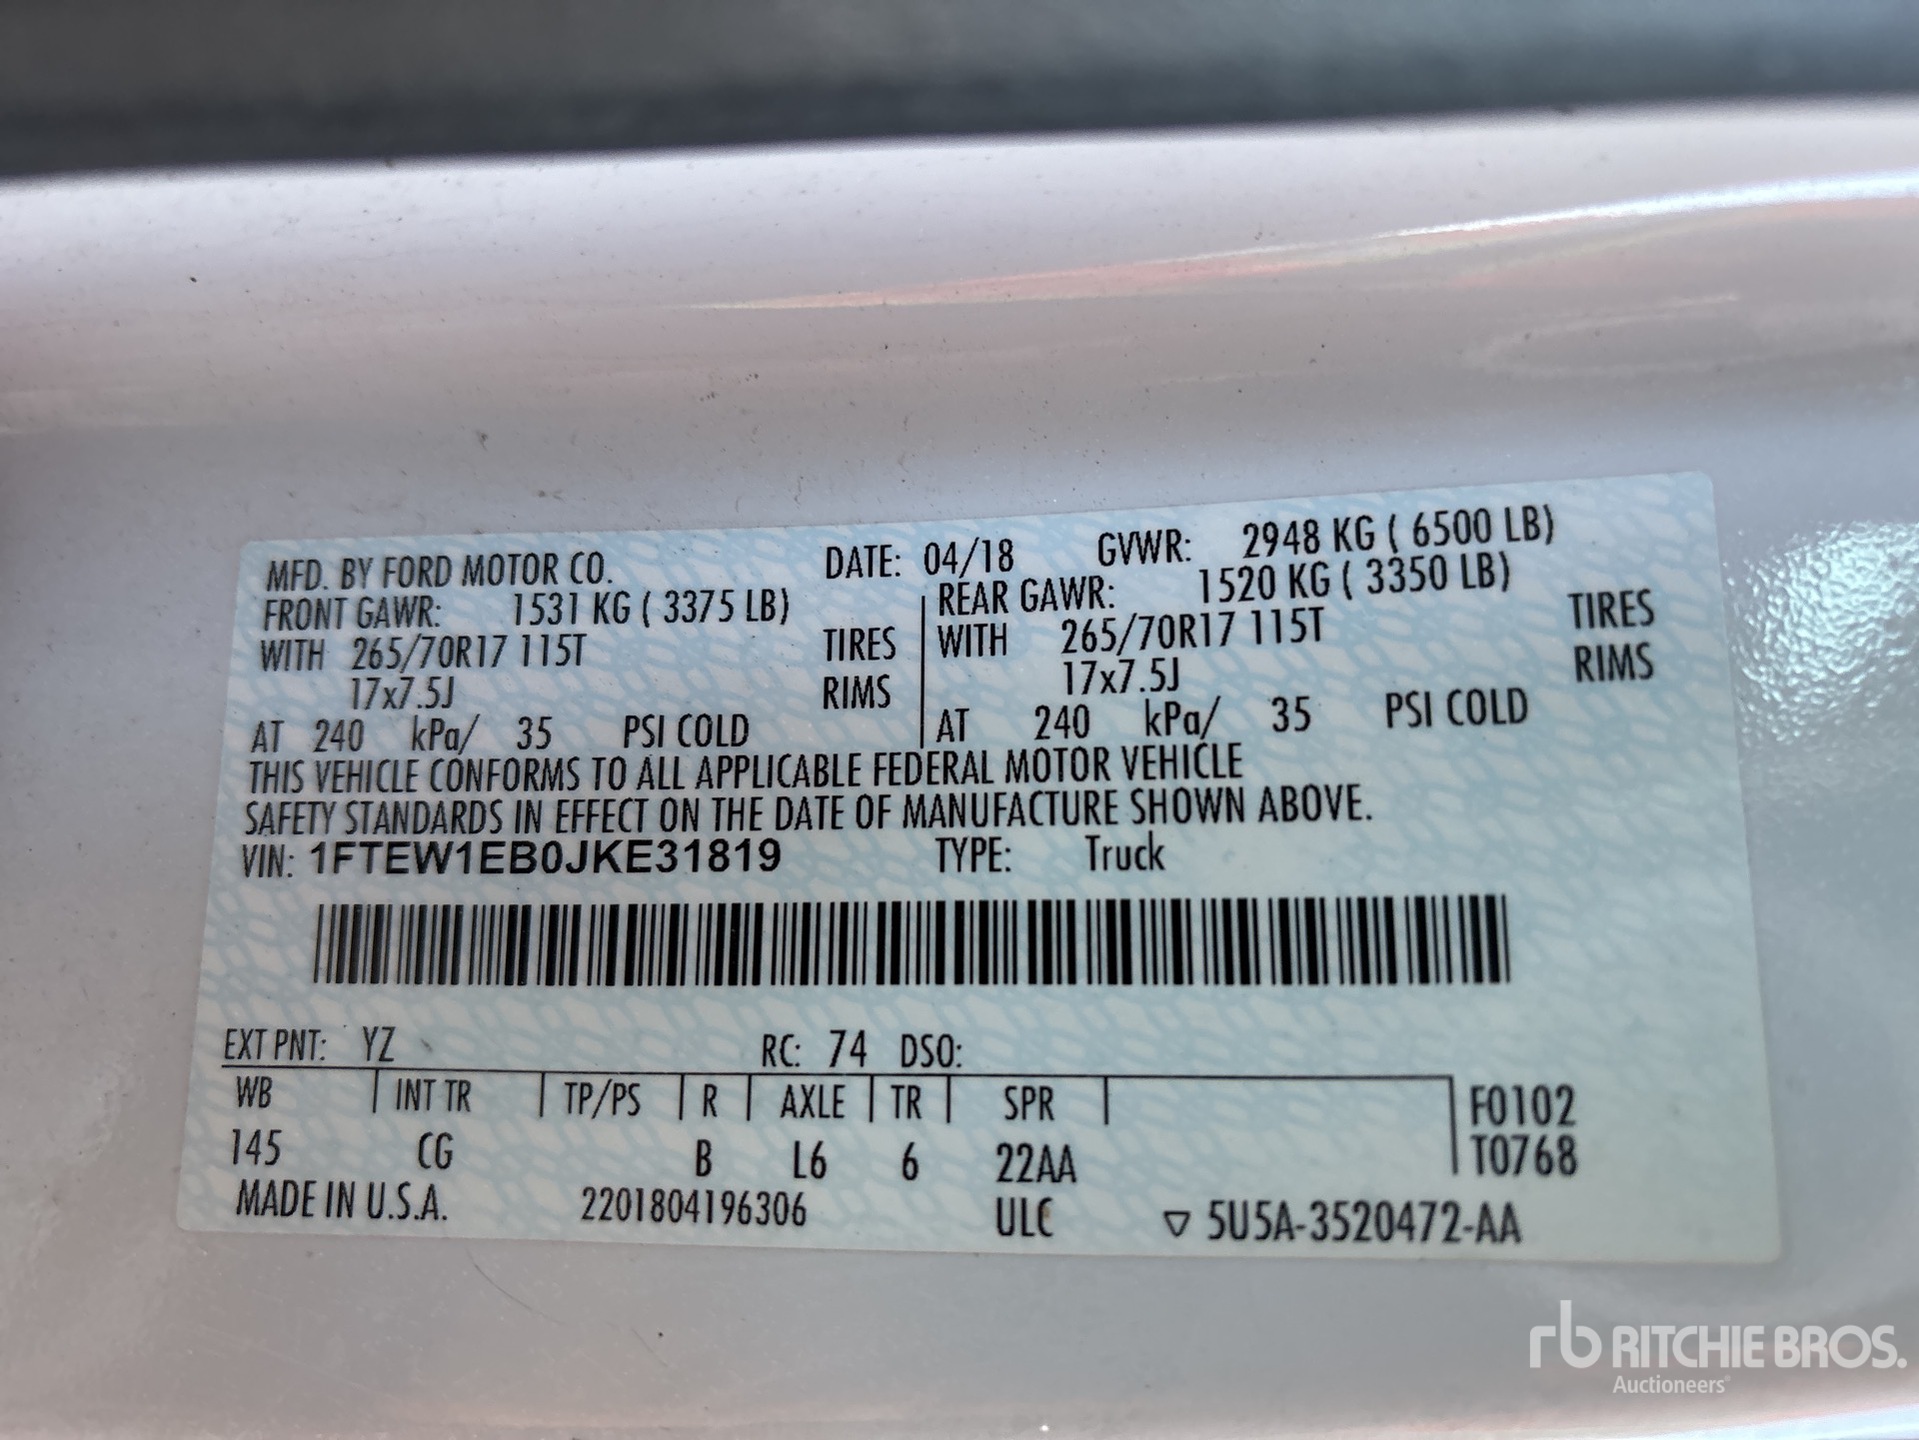 MFD. BY FORD MOTOR CO. DATE: 04/18 GVWR: 2948 KG ( 6500 LB)
FRONT GAWR: 1531 KG ( 3375 LB) REAR GAWR: 1520 KG ( 3350 LB)
WITH 265/70R17 115T TIRES WITH 265/70R17 115T TIRES
17x7.5J RIMS 17x7.5J RIMS
AT 240 kPa/ 35 PSI COLD AT 240 kPa/ 35 PSI COLD
THIS VEHICLE CONFORMS TO ALL APPLICABLE FEDERAL MOTOR VEHICLE
SAFETY STANDARDS IN EFFECT ON THE DATE OF MANUFACTURE SHOWN ABOVE.
VIN: 1FTEW1EB0JKE31819 TYPE: Truck
EXT PNT: YZ RC: 74 DSO:
WB INT TR TP/PS R AXLE TR SPR F0102
145 CG B L6 6 22AA T0768
MADE IN U.S.A. 2201804196306 ULC ▽ 5U5A-3520472-AA
rb RITCHIE BROS.
Auctioneers